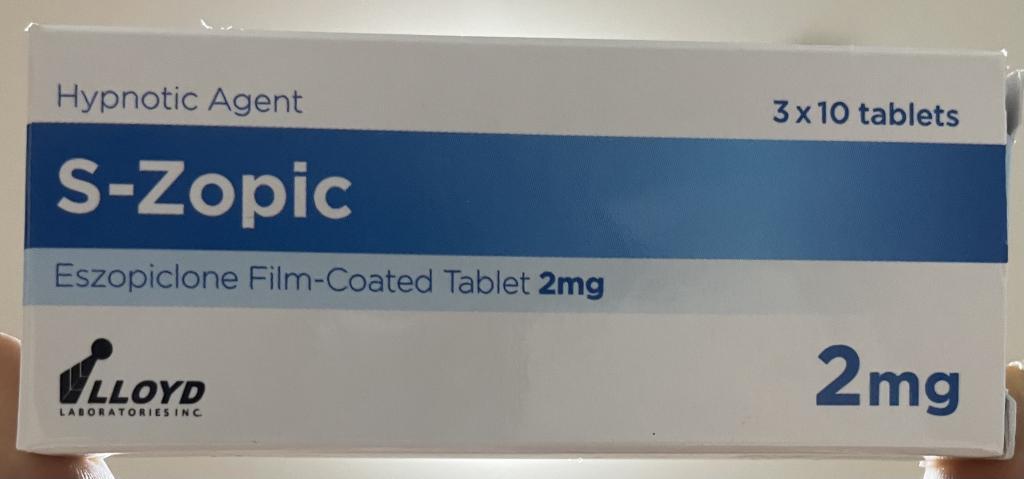 Hypnotic Agent
3 x 10 tablets
S-Zopic
Eszopiclone Film-Coated Tablet 2mg
LLOYD
LABORATORIES INC.
2mg